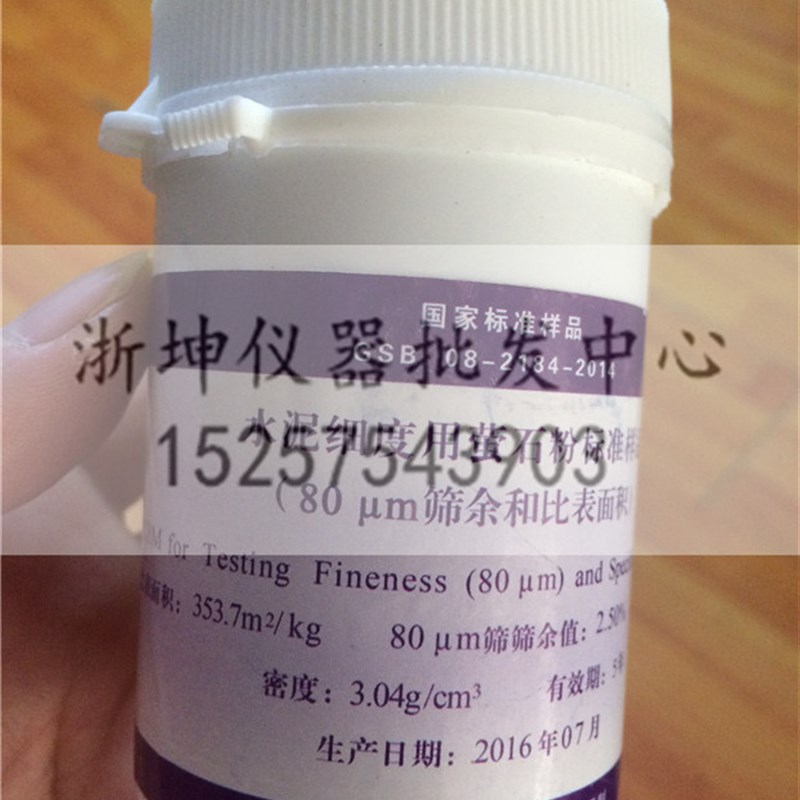 国家标准样品
GSB 08-2184-2014
浙坤仪器批发中心
水泥细度用萤石粉标准样
15257543903
(80 μm筛余和比表面积)
for Testing Fineness (80 μm) and
表面积: 353.7m²/kg 80 μm筛筛余值: 2.50%
密度: 3.04g/cm³ 有效期: 5年
生产日期: 2016年07月